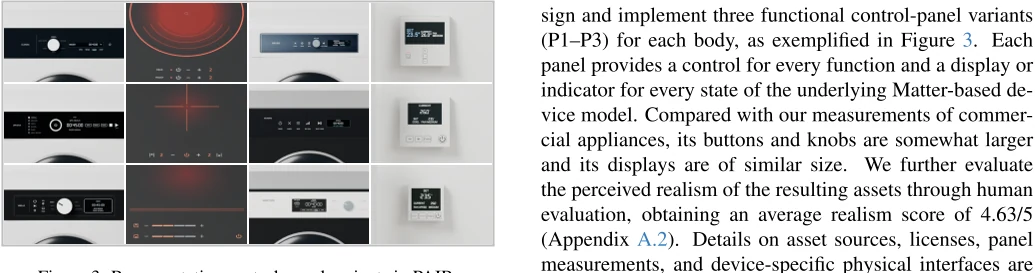 sign and implement three functional control-panel variants
(P1–P3) for each body, as exemplified in Figure 3. Each
panel provides a control for every function and a display or
indicator for every state of the underlying Matter-based de-
vice model. Compared with our measurements of commer-
cial appliances, its buttons and knobs are somewhat larger
and its displays are of similar size. We further evaluate
the perceived realism of the resulting assets through human
evaluation, obtaining an average realism score of 4.63/5
(Appendix A.2). Details on asset sources, licenses, panel
measurements, and device-specific physical interfaces are